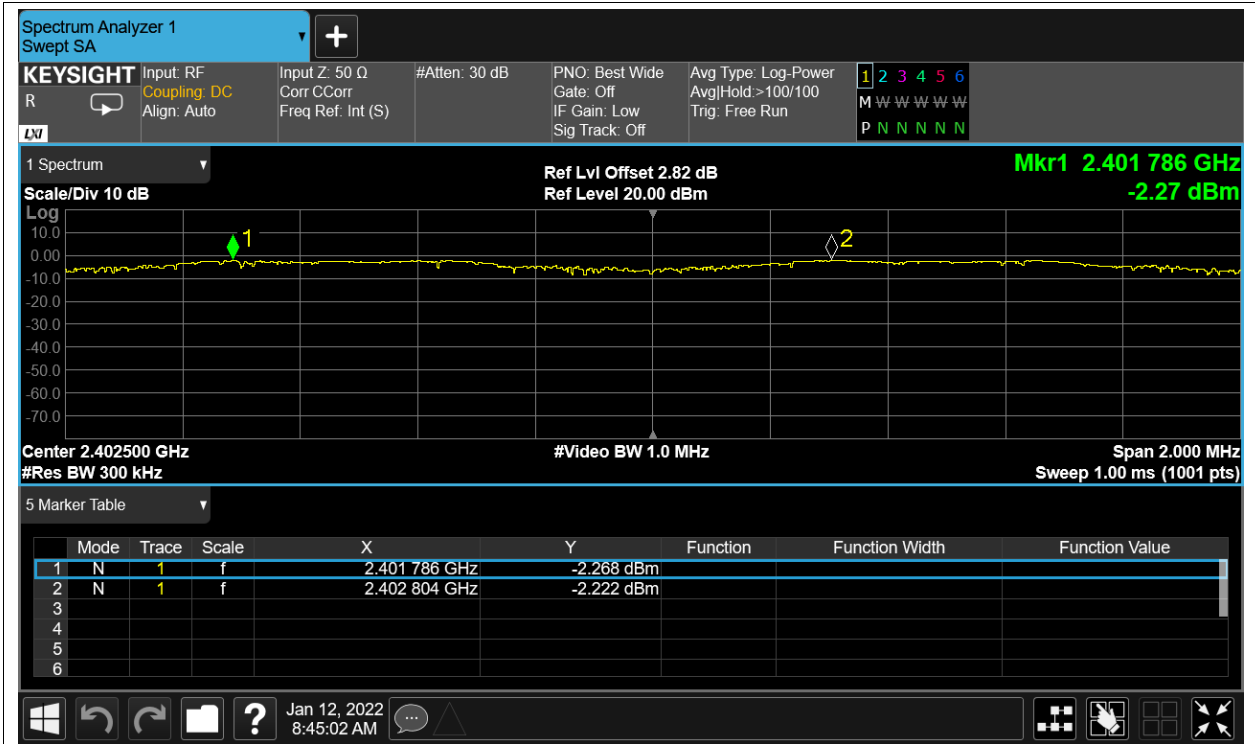 Spectrum Analyzer 1
Swept SA
KEYSIGHT Input: RF Input Z: 50 Ω #Atten: 30 dB PNO: Best Wide Avg Type: Log-Power 1 2 3 4 5 6
R Coupling: DC Corr CCorr Gate: Off Avg|Hold:>100/100 M W W W W W
Align: Auto Freq Ref: Int (S) IF Gain: Low Trig: Free Run
LXI Sig Track: Off P N N N N N
1 Spectrum
Ref Lvl Offset 2.82 dB Mkr1 2.401 786 GHz
Scale/Div 10 dB Ref Level 20.00 dBm -2.27 dBm
Log
10.0
0.00
-10.0
-20.0
-30.0
-40.0
-50.0
-60.0
-70.0
1 2
Center 2.402500 GHz #Video BW 1.0 MHz Span 2.000 MHz
#Res BW 300 kHz Sweep 1.00 ms (1001 pts)
5 Marker Table
Mode Trace Scale X Y Function Function Width Function Value
1 N 1 f 2.401 786 GHz -2.268 dBm
2 N 1 f 2.402 804 GHz -2.222 dBm
3
4
5
6
? Jan 12, 2022
8:45:02 AM